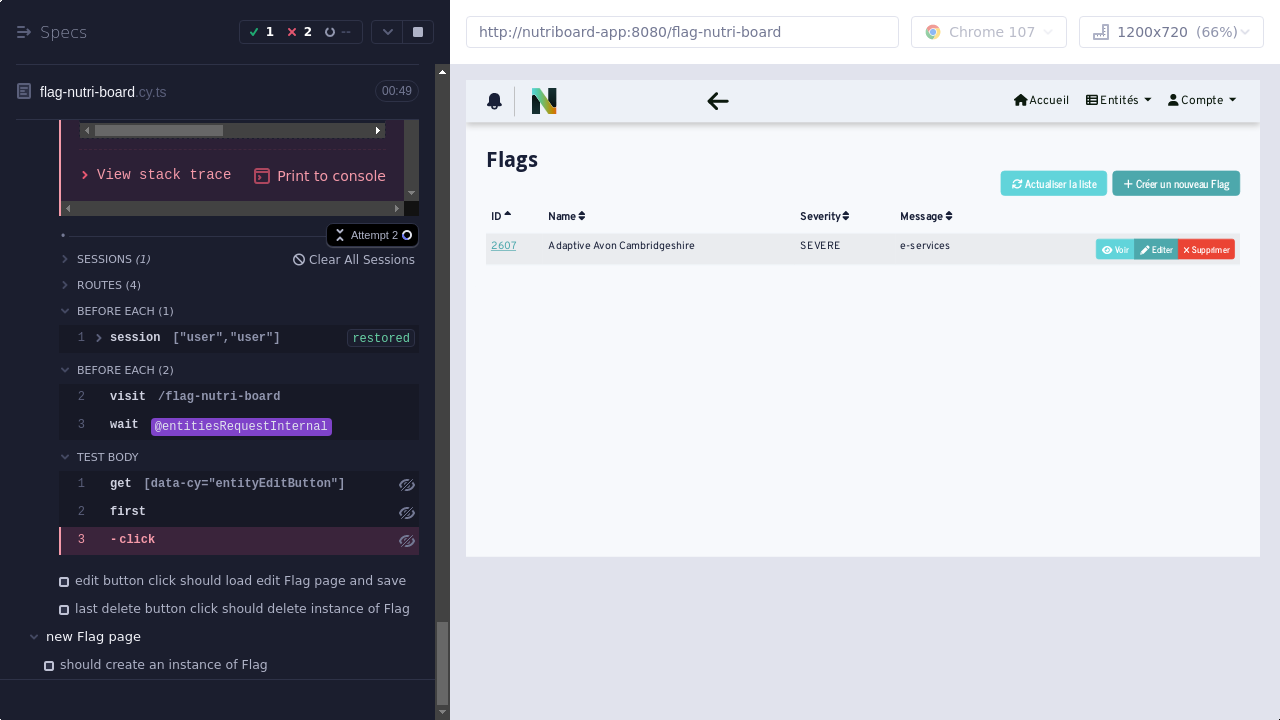 Specs
1
2
--
http://nutriboard-app:8080/flag-nutri-board
Chrome 107
1200x720 (66%)
flag-nutri-board.cy.ts
00:49
View stack trace
Print to console
Attempt 2
SESSIONS (1)
Clear All Sessions
ROUTES (4)
BEFORE EACH (1)
1 session ["user","user"] restored
BEFORE EACH (2)
2 visit /flag-nutri-board
3 wait @entitiesRequestInternal
TEST BODY
1 get [data-cy="entityEditButton"]
2 first
3 -click
edit button click should load edit Flag page and save
last delete button click should delete instance of Flag
new Flag page
should create an instance of Flag
N
Accueil
Entités
Compte
Flags
Actualiser la liste
Créer un nouveau Flag
ID Name Severity Message
2607 Adaptive Avon Cambridgeshire SEVERE e-services Voir Editer Supprimer